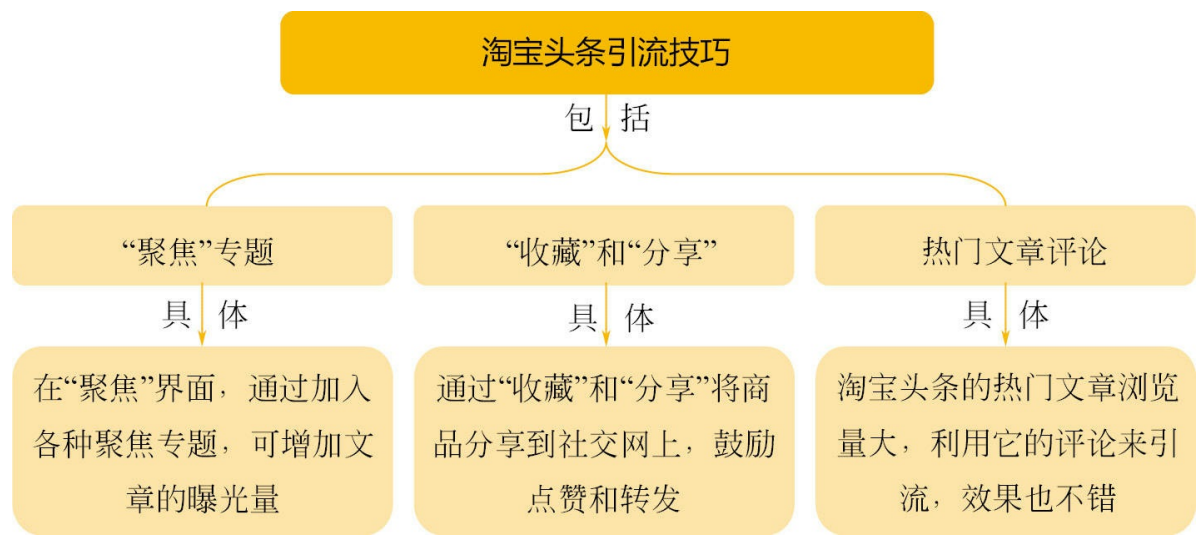 淘宝头条引流技巧
包括
“聚焦”专题
“收藏”和“分享”
热门文章评论
具体
具体
具体
在“聚焦”界面，通过加入
各种聚焦专题，可增加文
章的曝光量
通过“收藏”和“分享”将商
品分享到社交网上，鼓励
点赞和转发
淘宝头条的热门文章浏览
量大，利用它的评论来引
流，效果也不错